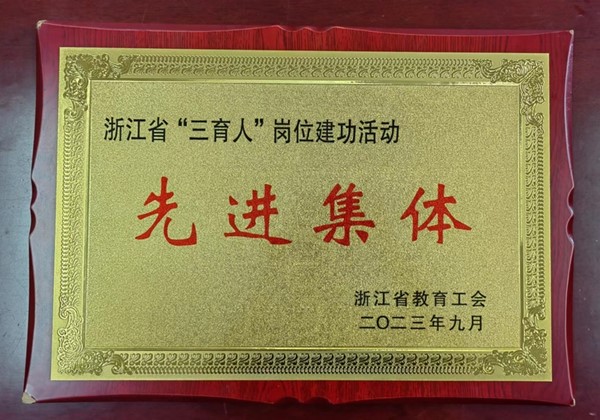 浙江省“三育人”岗位建功活动
先进集体
浙江省教育工会
二〇二三年九月